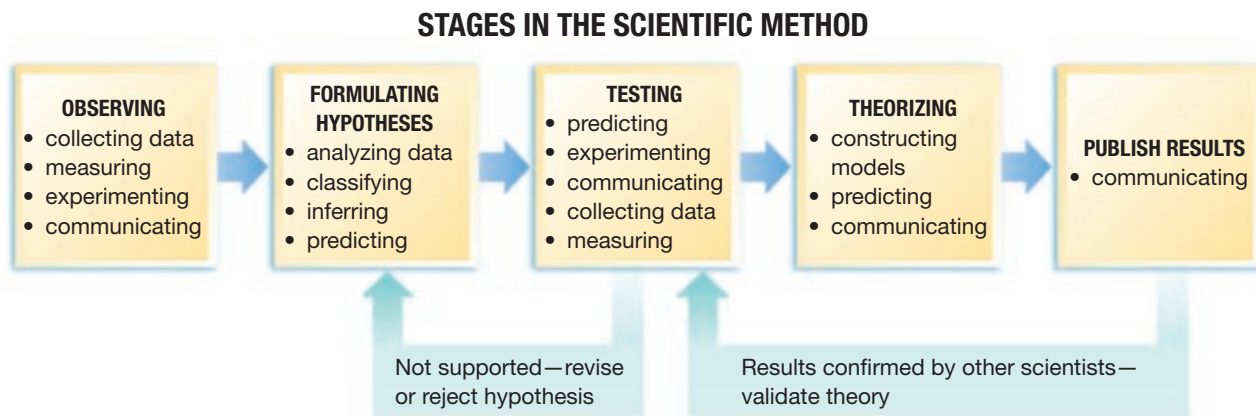 STAGES IN THE SCIENTIFIC METHOD
OBSERVING
• collecting data
• measuring
• experimenting
• communicating
FORMULATING
HYPOTHESES
• analyzing data
• classifying
• inferring
• predicting
TESTING
• predicting
• experimenting
• communicating
• collecting data
• measuring
THEORIZING
• constructing
models
• predicting
• communicating
PUBLISH RESULTS
• communicating
Not supported—revise
or reject hypothesis
Results confirmed by other scientists—
validate theory